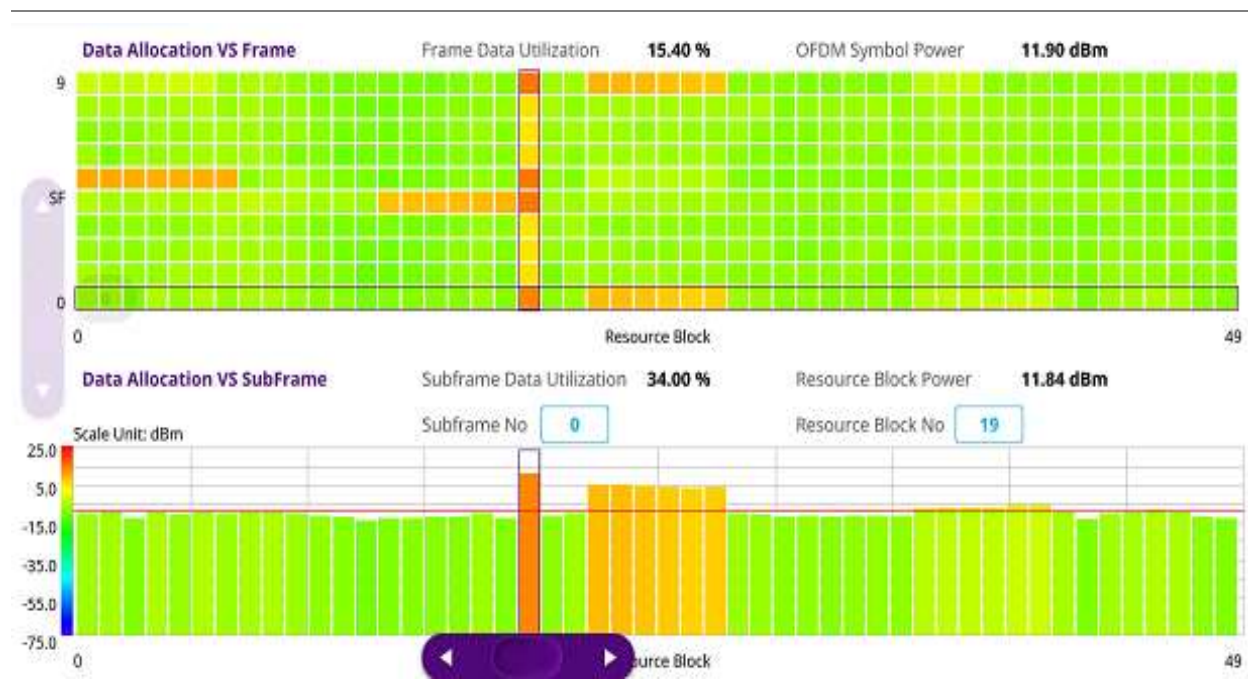 Data Allocation VS Frame Frame Data Utilization 15.40 % OFDM Symbol Power 11.90 dBm
9
SF
0
0 Resource Block 49
Data Allocation VS SubFrame Subframe Data Utilization 34.00 % Resource Block Power 11.84 dBm
Subframe No 0 Resource Block No 19
Scale Unit: dBm
25.0
5.0
-15.0
-35.0
-55.0
-75.0
0 ource Block 49